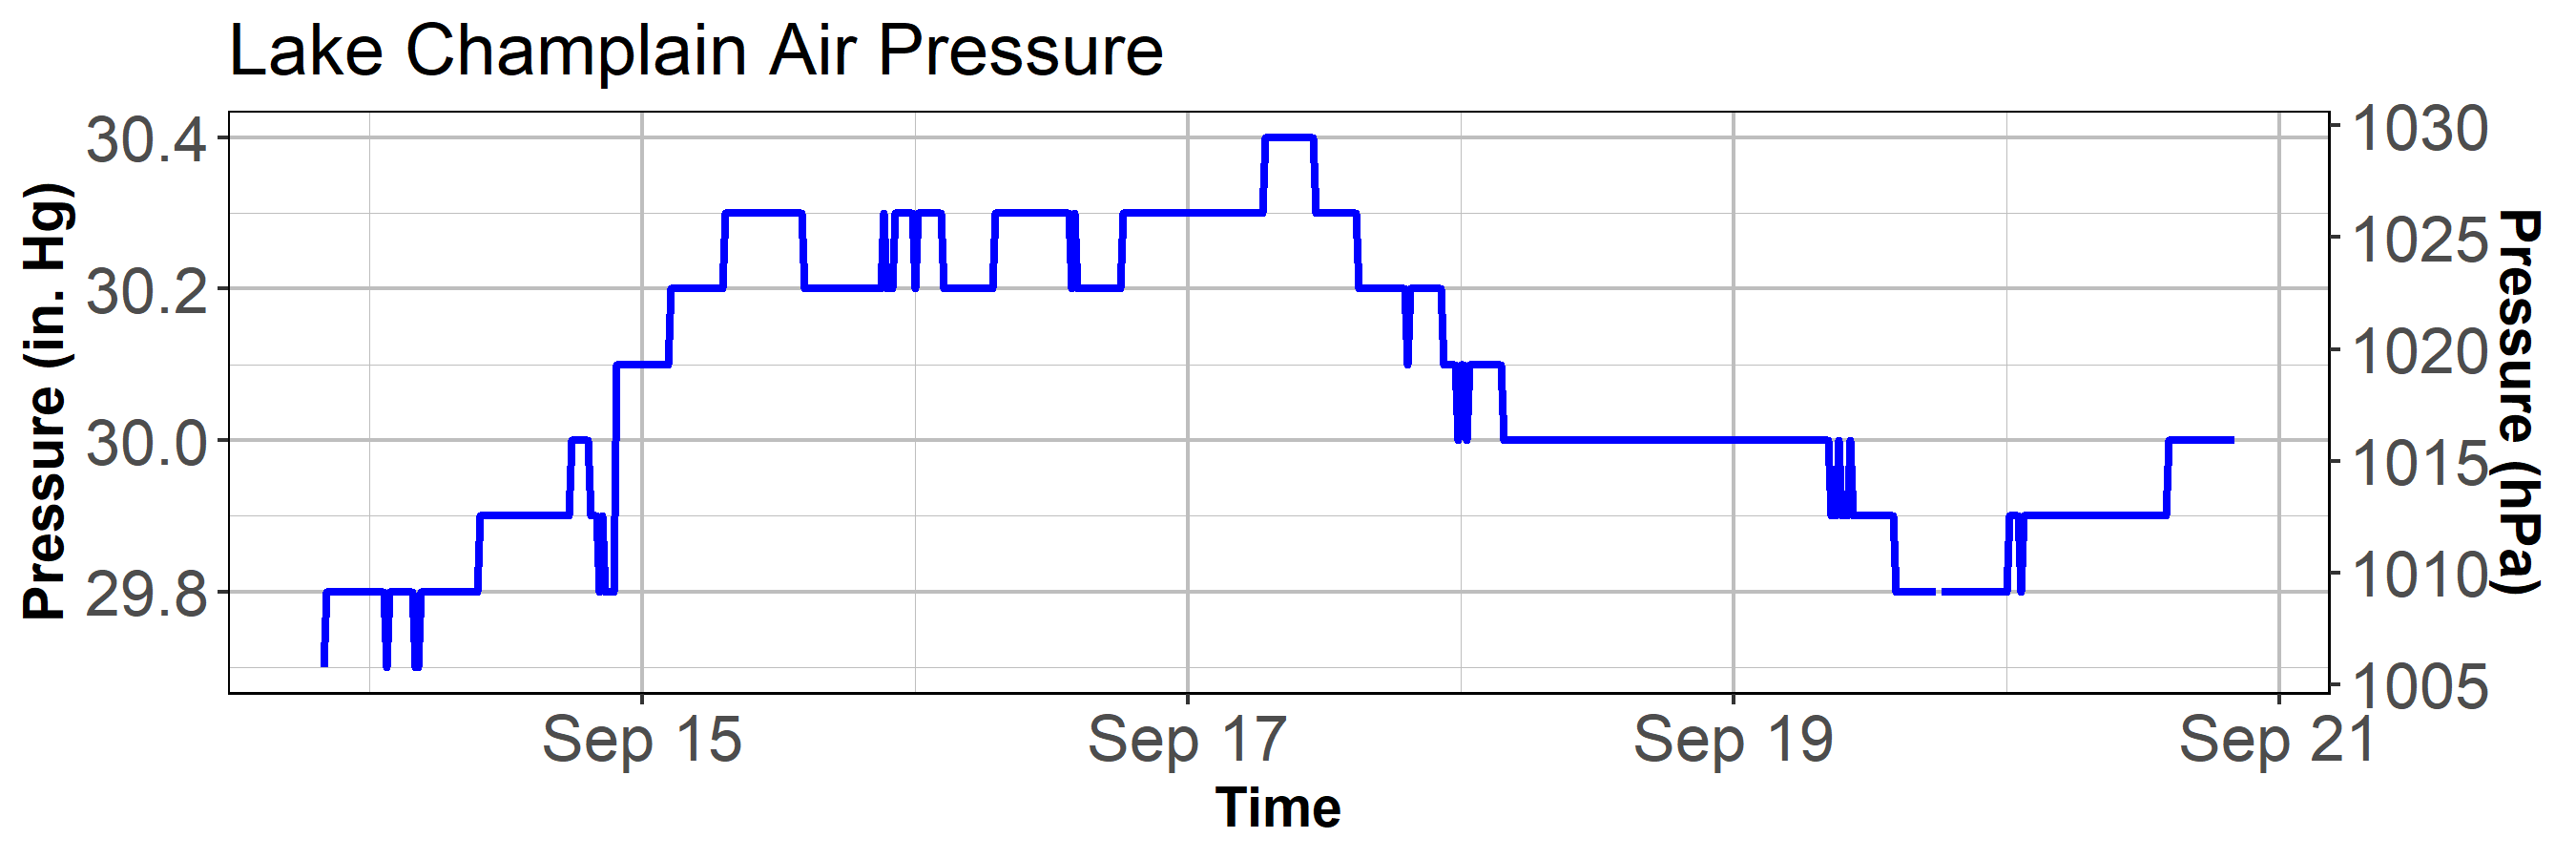 Lake Champlain Air Pressure
Pressure (in. Hg)
30.4
30.2
30.0
29.8
1030
1025
1020
1015
1010
1005
Pressure (hPa)
Sep 15
Sep 17
Sep 19
Sep 21
Time